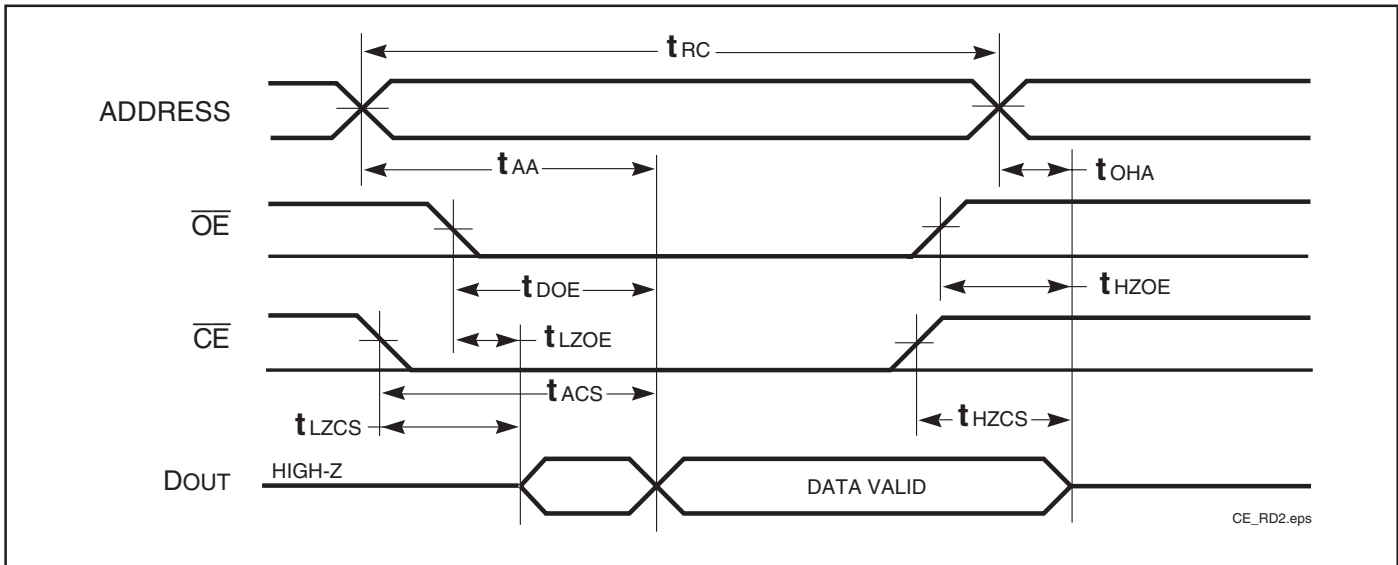 tRC
ADDRESS
tAA
tOHA
OE
tDOE
tHZOE
CE
tLZOE
tACS
tLZCS
tHZCS
DOUT
HIGH-Z
DATA VALID
CE_RD2.eps